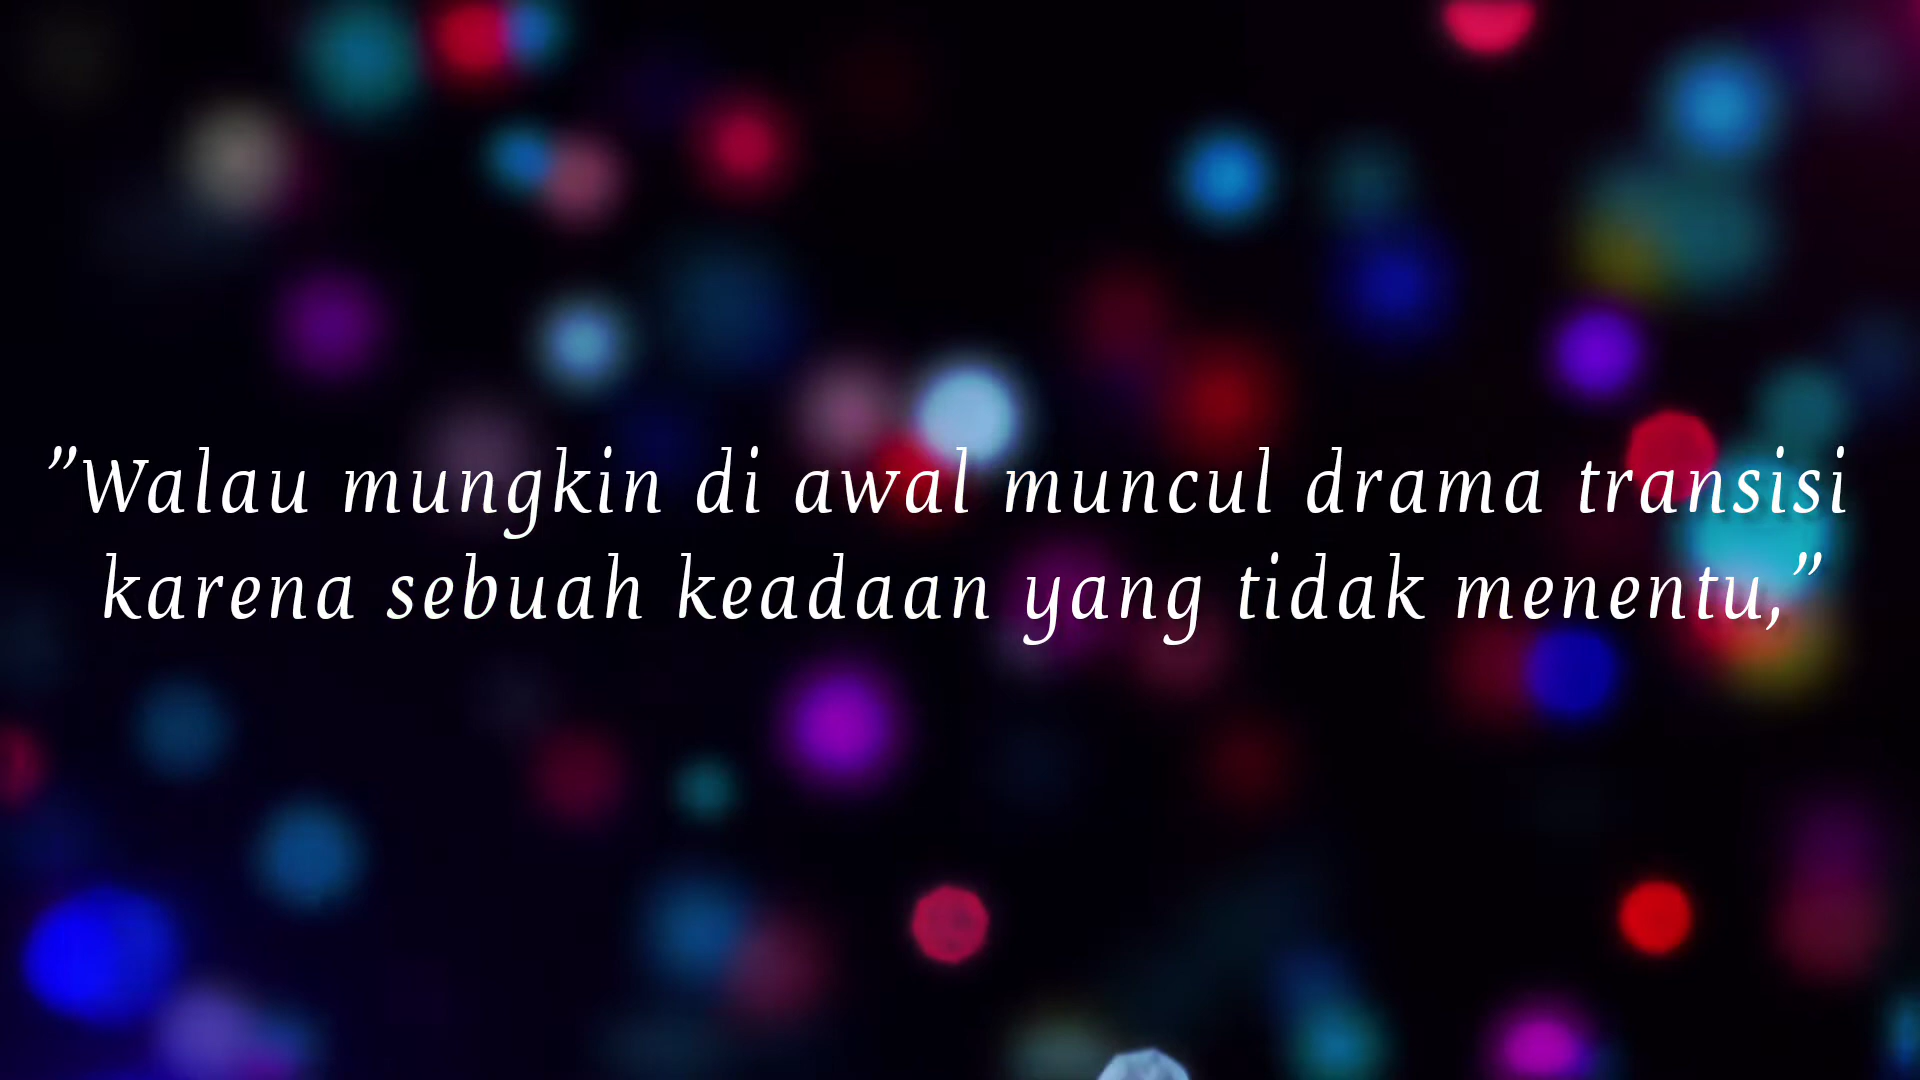 ”Walau mungkin di awal muncul drama transisi
karena sebuah keadaan yang tidak menentu,”